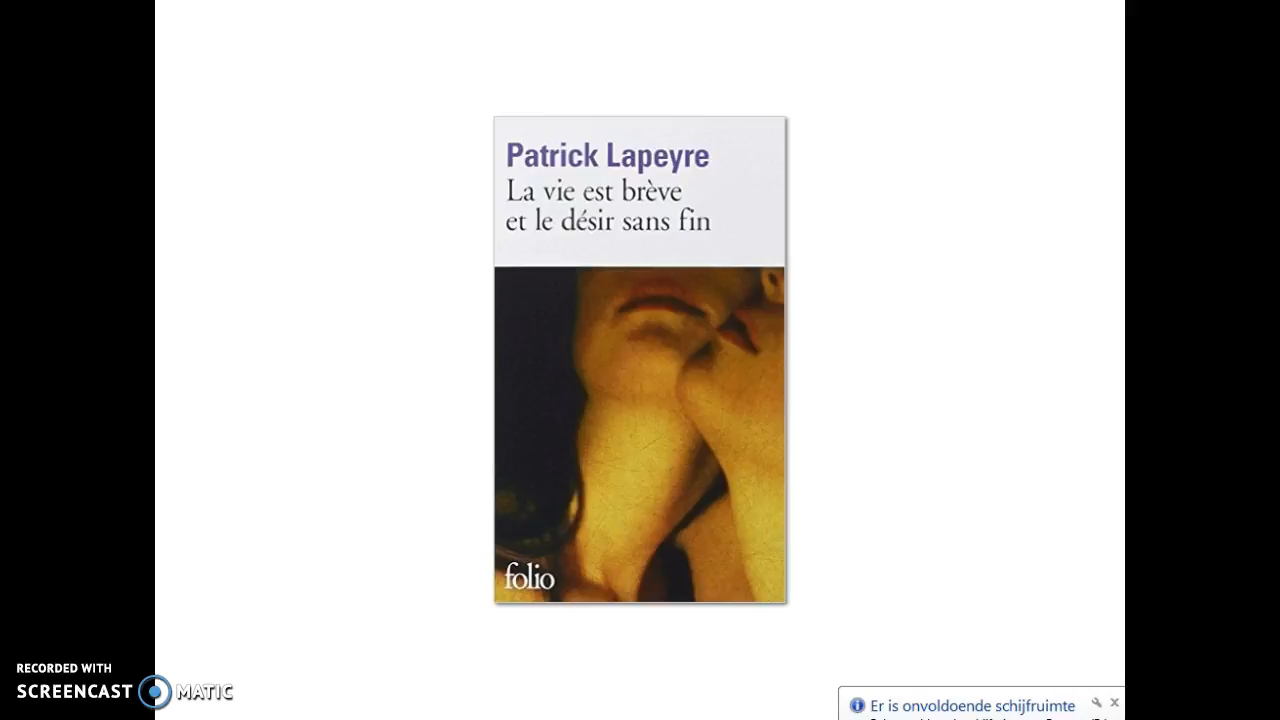 Patrick Lapeyre
La vie est brève
et le désir sans fin
folio
RECORDED WITH
SCREENCAST MATIC
Er is onvoldoende schijfruimte